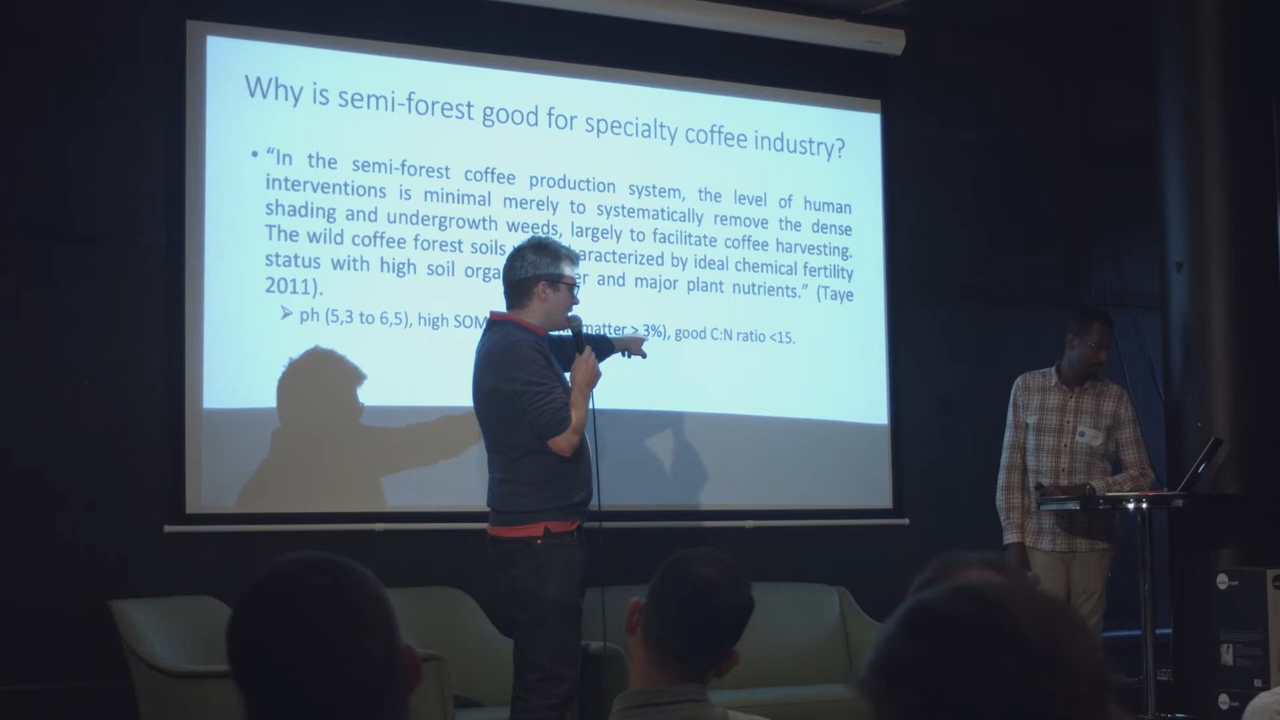 Why is semi-forest good for specialty coffee industry?
• “In the semi-forest coffee production system, the level of human
interventions is minimal merely to systematically remove the dense
shading and undergrowth weeds, largely to facilitate coffee harvesting.
The wild coffee forest soils by ideal chemical fertility
status with high soil and major plant nutrients.” (Taye
2011).
➢ ph (5,3 to 6,5), high SOM matter > 3%), good C:N ratio <15.